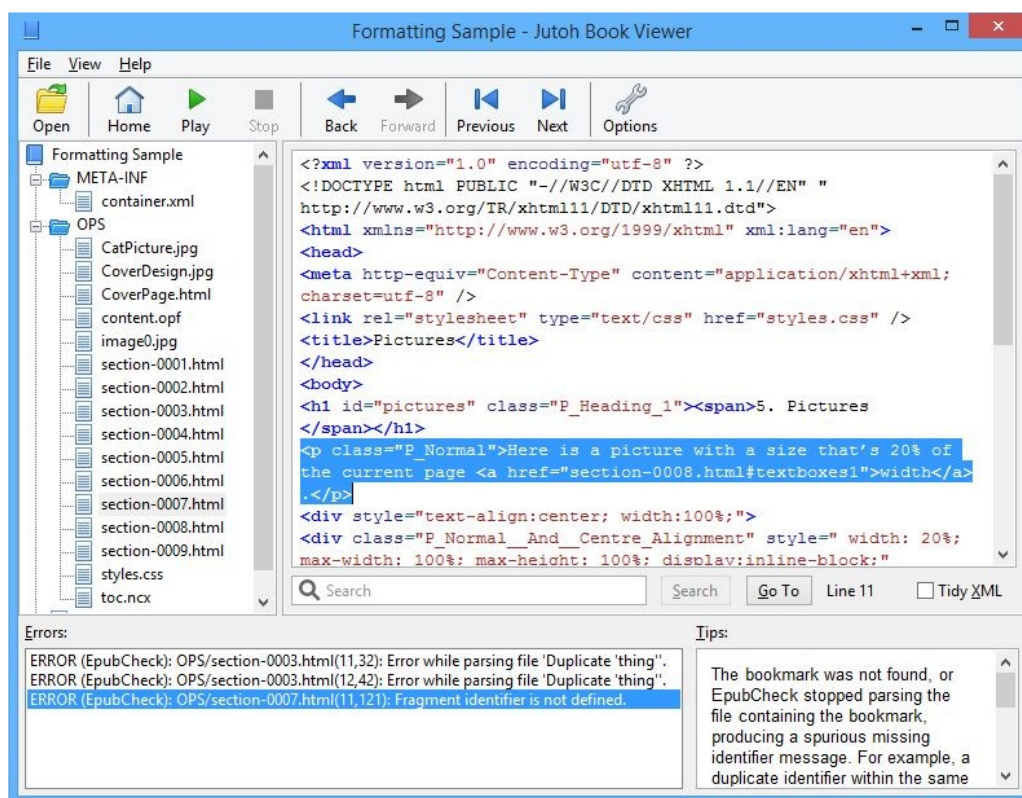 Formatting Sample - Jutoh Book Viewer
File View Help
Open Home Play Stop Back Forward Previous Next Options
Formatting Sample
META-INF
container.xml
OPS
CatPicture.jpg
CoverDesign.jpg
CoverPage.html
content.opf
image0.jpg
section-0001.html
section-0002.html
section-0003.html
section-0004.html
section-0005.html
section-0006.html
section-0007.html
section-0008.html
section-0009.html
styles.css
toc.ncx
<?xml version="1.0" encoding="utf-8" ?>
<!DOCTYPE html PUBLIC "-//W3C//DTD XHTML 1.1//EN" "
http://www.w3.org/TR/xhtml11/DTD/xhtml11.dtd">
<html xmlns="http://www.w3.org/1999/xhtml" xml:lang="en">
<head>
<meta http-equiv="Content-Type" content="application/xhtml+xml;
charset=utf-8" />
<link rel="stylesheet" type="text/css" href="styles.css" />
<title>Pictures</title>
</head>
<body>
<h1 id="pictures" class="P_Heading_1"><span>5. Pictures
</span></h1>
<p class="P_Normal">Here is a picture with a size that’s 20% of
the current page <a href="section-0008.html#textboxes1">width</a>
.</p>
<div style="text-align:center; width:100%;">
<div class="P_Normal__And__Centre_Alignment" style=" width: 20%;
max-width: 100%; max-height: 100%; display:inline-block;"
Search Search Go To Line 11 Tidy XML
Errors:
ERROR (EpubCheck): OPS/section-0003.html(11,32): Error while parsing file 'Duplicate 'thing''.
ERROR (EpubCheck): OPS/section-0003.html(12,42): Error while parsing file 'Duplicate 'thing''.
ERROR (EpubCheck): OPS/section-0007.html(11,121): Fragment identifier is not defined.
Tips:
The bookmark was not found, or
EpubCheck stopped parsing the
file containing the bookmark,
producing a spurious missing
identifier message. For example, a
duplicate identifier within the same